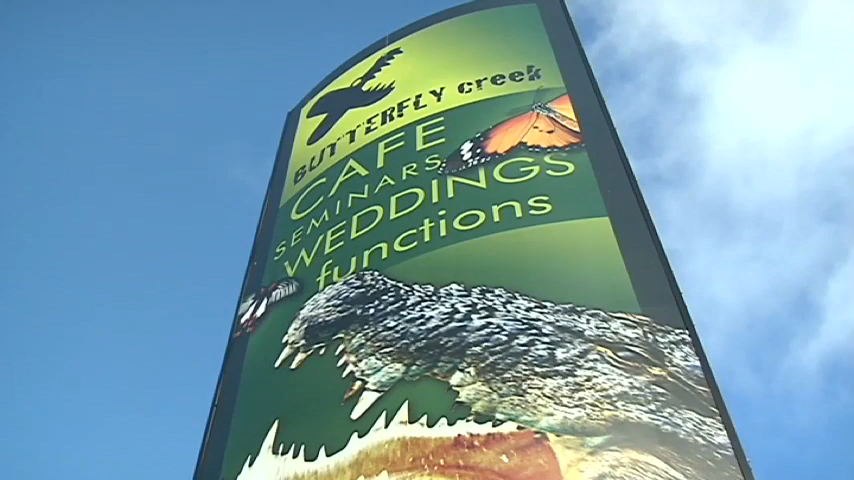 BUTTERFLY creek
CAFE
SEMINARS
WEDDINGS
functions